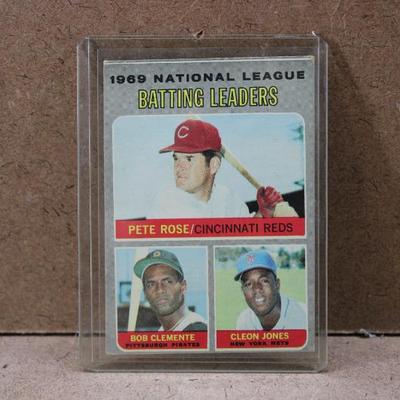 1969 NATIONAL LEAGUE
BATTING LEADERS
C
PETE ROSE/CINCINNATI REDS
BOB CLEMENTE
PITTSBURGH PIRATES
CLEON JONES
NEW YORK METS